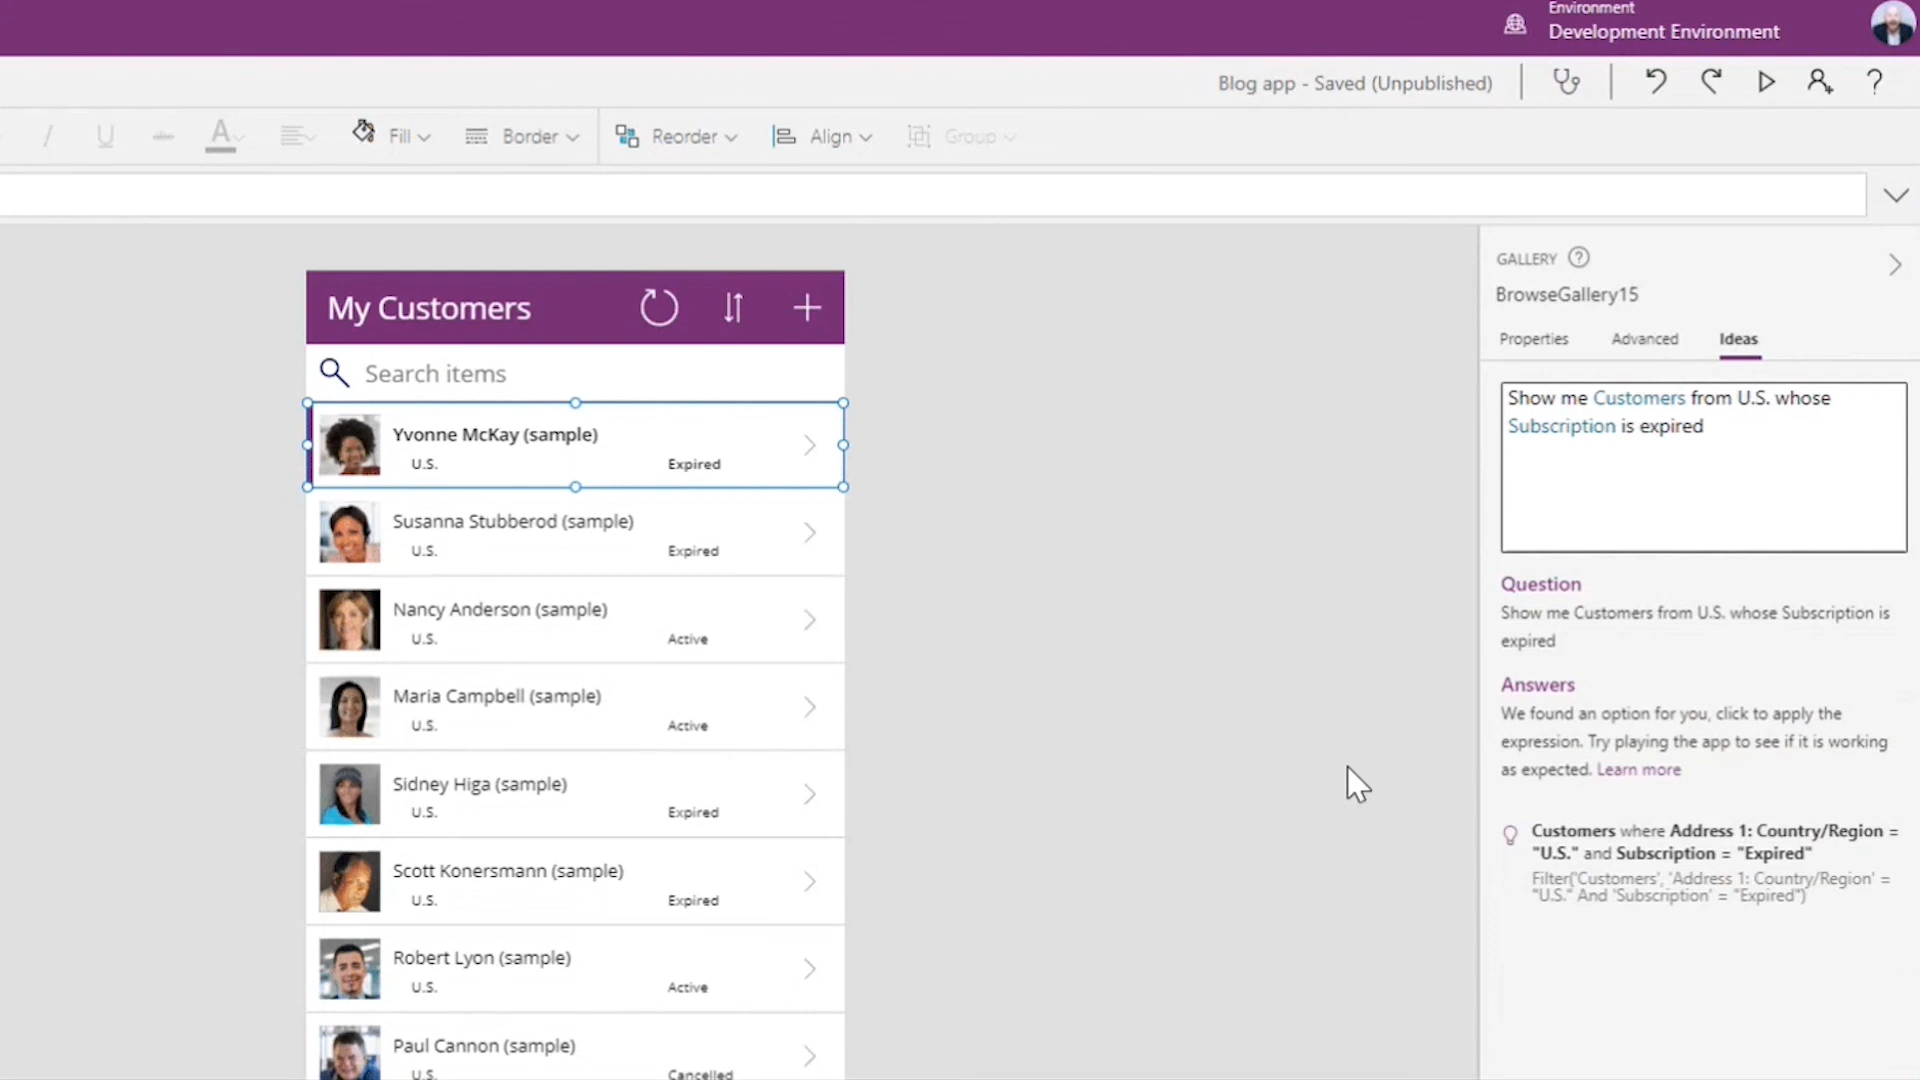 Environment
Development Environment
Blog app - Saved (Unpublished)
A
Fill
Border
Reorder
Align
Group
My Customers
Search items
Yvonne McKay (sample)
U.S.
Expired
Susanna Stubberod (sample)
U.S.
Expired
Nancy Anderson (sample)
U.S.
Active
Maria Campbell (sample)
U.S.
Active
Sidney Higa (sample)
U.S.
Expired
Scott Konersmann (sample)
U.S.
Expired
Robert Lyon (sample)
U.S.
Active
Paul Cannon (sample)
U.S.
Cancelled
GALLERY
BrowseGallery15
Properties
Advanced
Ideas
Show me Customers from U.S. whose
Subscription is expired
Question
Show me Customers from U.S. whose Subscription is
expired
Answers
We found an option for you, click to apply the
expression. Try playing the app to see if it is working
as expected. Learn more
Customers where Address 1: Country/Region =
"U.S." and Subscription = "Expired"
Filter('Customers', 'Address 1: Country/Region' =
"U.S." And 'Subscription' = "Expired")